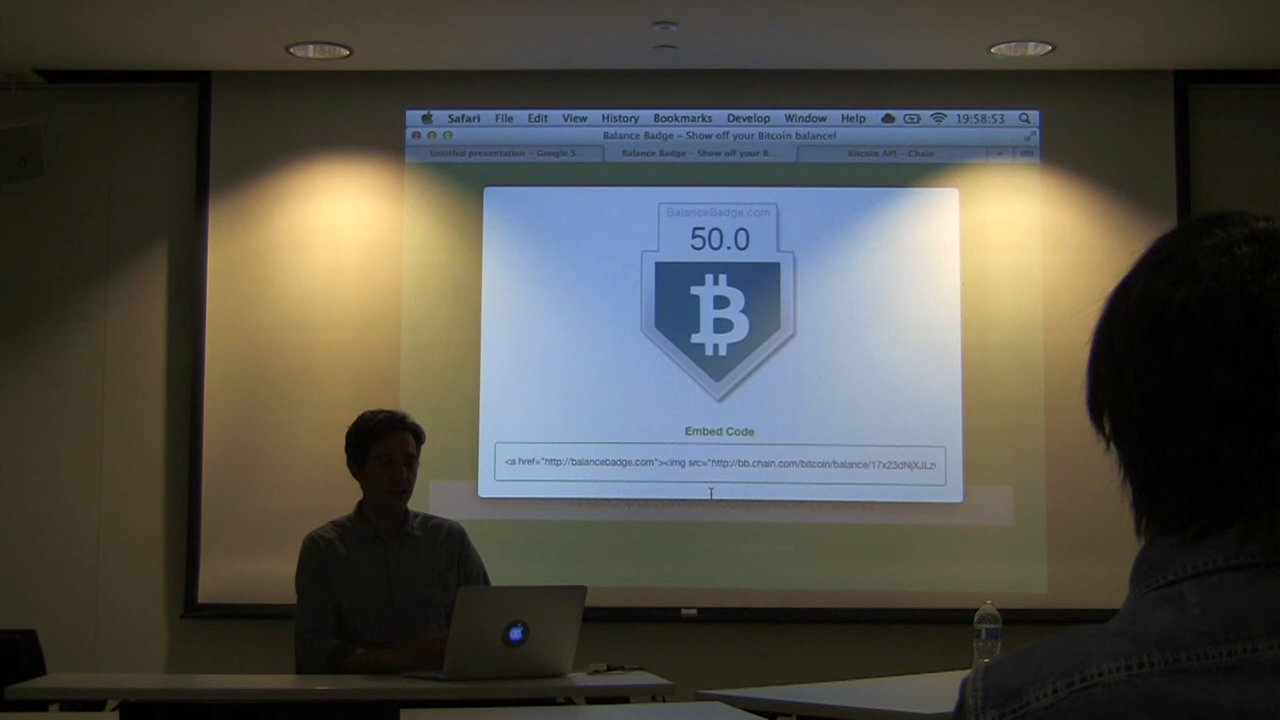 Safari File Edit View History Bookmarks Develop Window Help 19:58:53
Balance Badge – Show off your Bitcoin balance!
Untitled presentation – Google S... Balance Badge – Show off your B... Bitcoin API – Chain
BalanceBadge.com
50.0
Embed Code
<a href="http://balancebadge.com"><img src="http://bb.chain.com/bitcoin/balance/17x23dNjXJLz